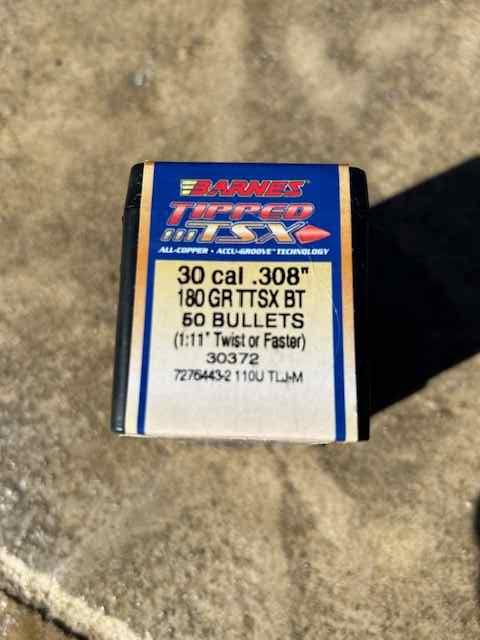 BARNES
TIPPED
TSX
ALL-COPPER • ACCU-GROOVE™ TECHNOLOGY
30 cal .308"
180 GR TTSX BT
50 BULLETS
(1:11" Twist or Faster)
30372
7276443-2 110U TLJ-M